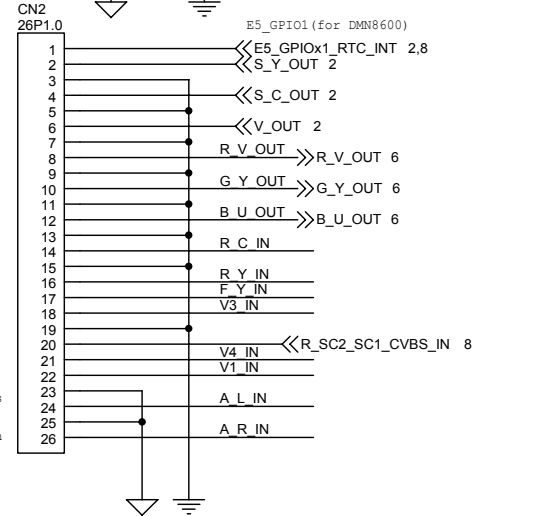 CN2
26P1.0
E5_GPIO1(for DMN8600)
1 E5_GPIOx1_RTC_INT 2,8
2 S_Y_OUT 2
3
4 S_C_OUT 2
5
6 V_OUT 2
7
8 R_V_OUT R_V_OUT 6
9
10 G_Y_OUT G_Y_OUT 6
11
12 B_U_OUT B_U_OUT 6
13
14 R_C_IN
15
16 R_Y_IN
17 F_Y_IN
18 V3_IN
19
20 R_SC2_SC1_CVBS_IN 8
21 V4_IN
22 V1_IN
23
24 A_L_IN
25
26 A_R_IN